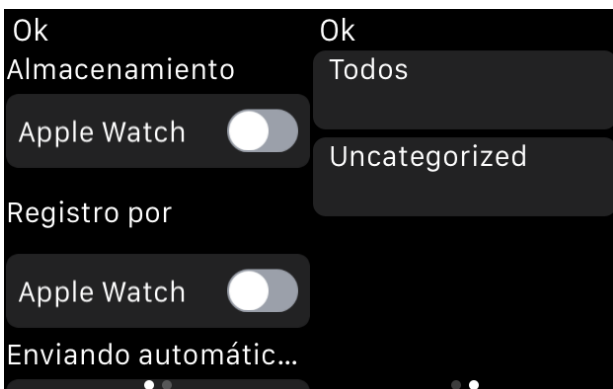 Ok
Almacenamiento
Apple Watch
Registro por
Apple Watch
Enviando automátic...
Ok
Todos
Uncategorized